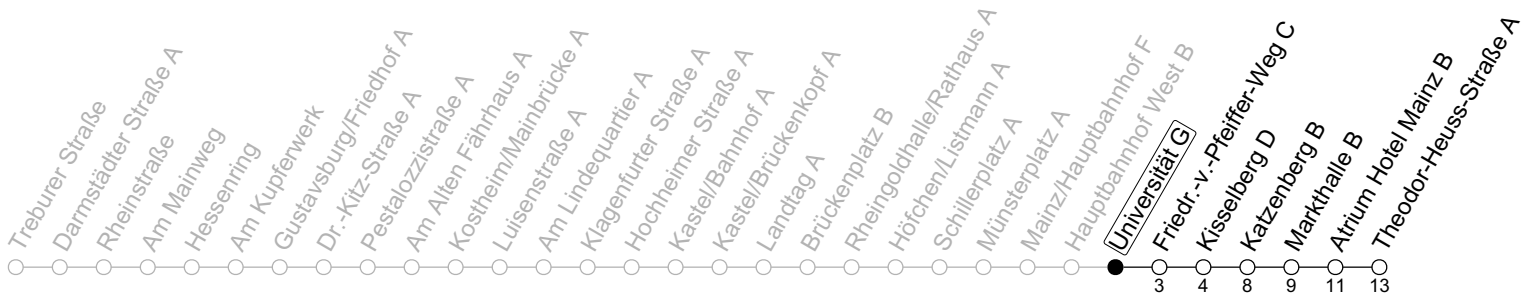 Treburer Straße
Darmstädter Straße A
Rheinstraße
Am Mainweg
Hessenring
Am Kupferwerk
Gustavsburg/Friedhof A
Dr.-Kitz-Straße A
Pestalozzistraße A
Am Alten Fährhaus A
Kostheim/Mainbrücke A
Luisenstraße A
Am Lindequartier A
Klagenfurter Straße A
Hochheimer Straße A
Kastel/Bahnhof A
Kastel/Brückenkopf A
Landtag A
Brückenplatz B
Rheingoldhalle/Rathaus A
Höfchen/Listmann A
Schillerplatz A
Münsterplatz A
Mainz/Hauptbahnhof F
Hauptbahnhof West B
Universität G
Friedr.-v.-Pfeiffer-Weg C
Kisselberg D
Katzenberg B
Markthalle B
Atrium Hotel Mainz B
Theodor-Heuss-Straße A
3 4 8 9 11 13